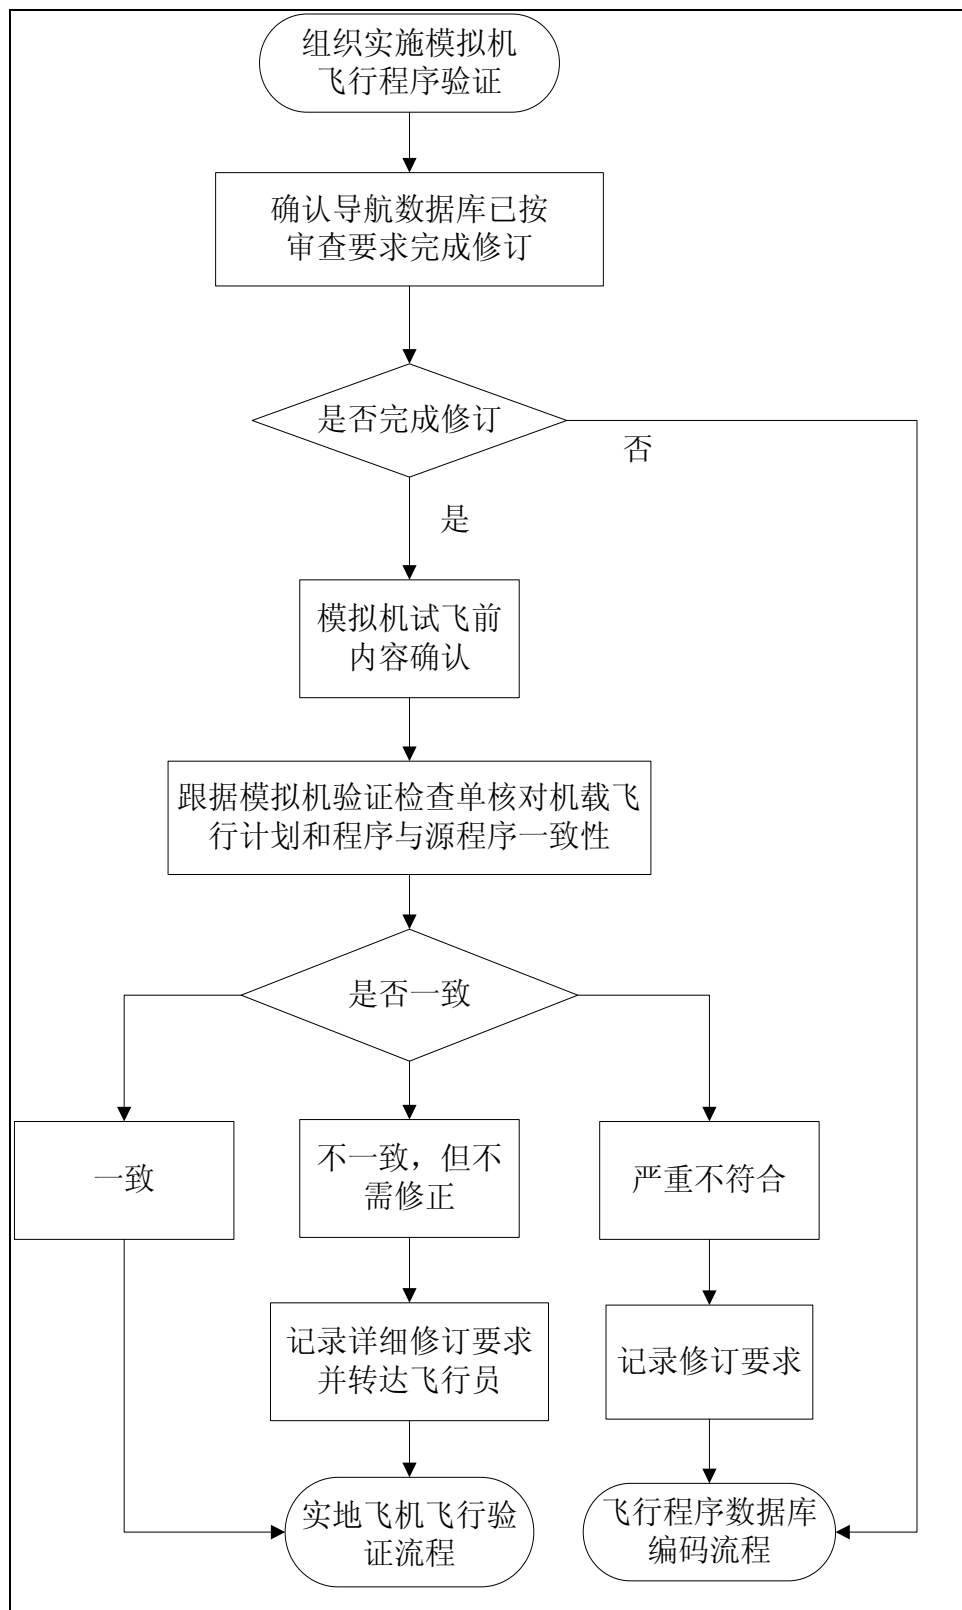 组织实施模拟机
飞行程序验证
确认导航数据库已按
审查要求完成修订
是否完成修订
否
是
模拟机试飞前
内容确认
跟据模拟机验证检查单核对机载飞
行计划和程序与源程序一致性
是否一致
一致
不一致，但不
需修正
严重不符合
记录详细修订要求
并转达飞行员
记录修订要求
实地飞机飞行验
证流程
飞行程序数据库
编码流程